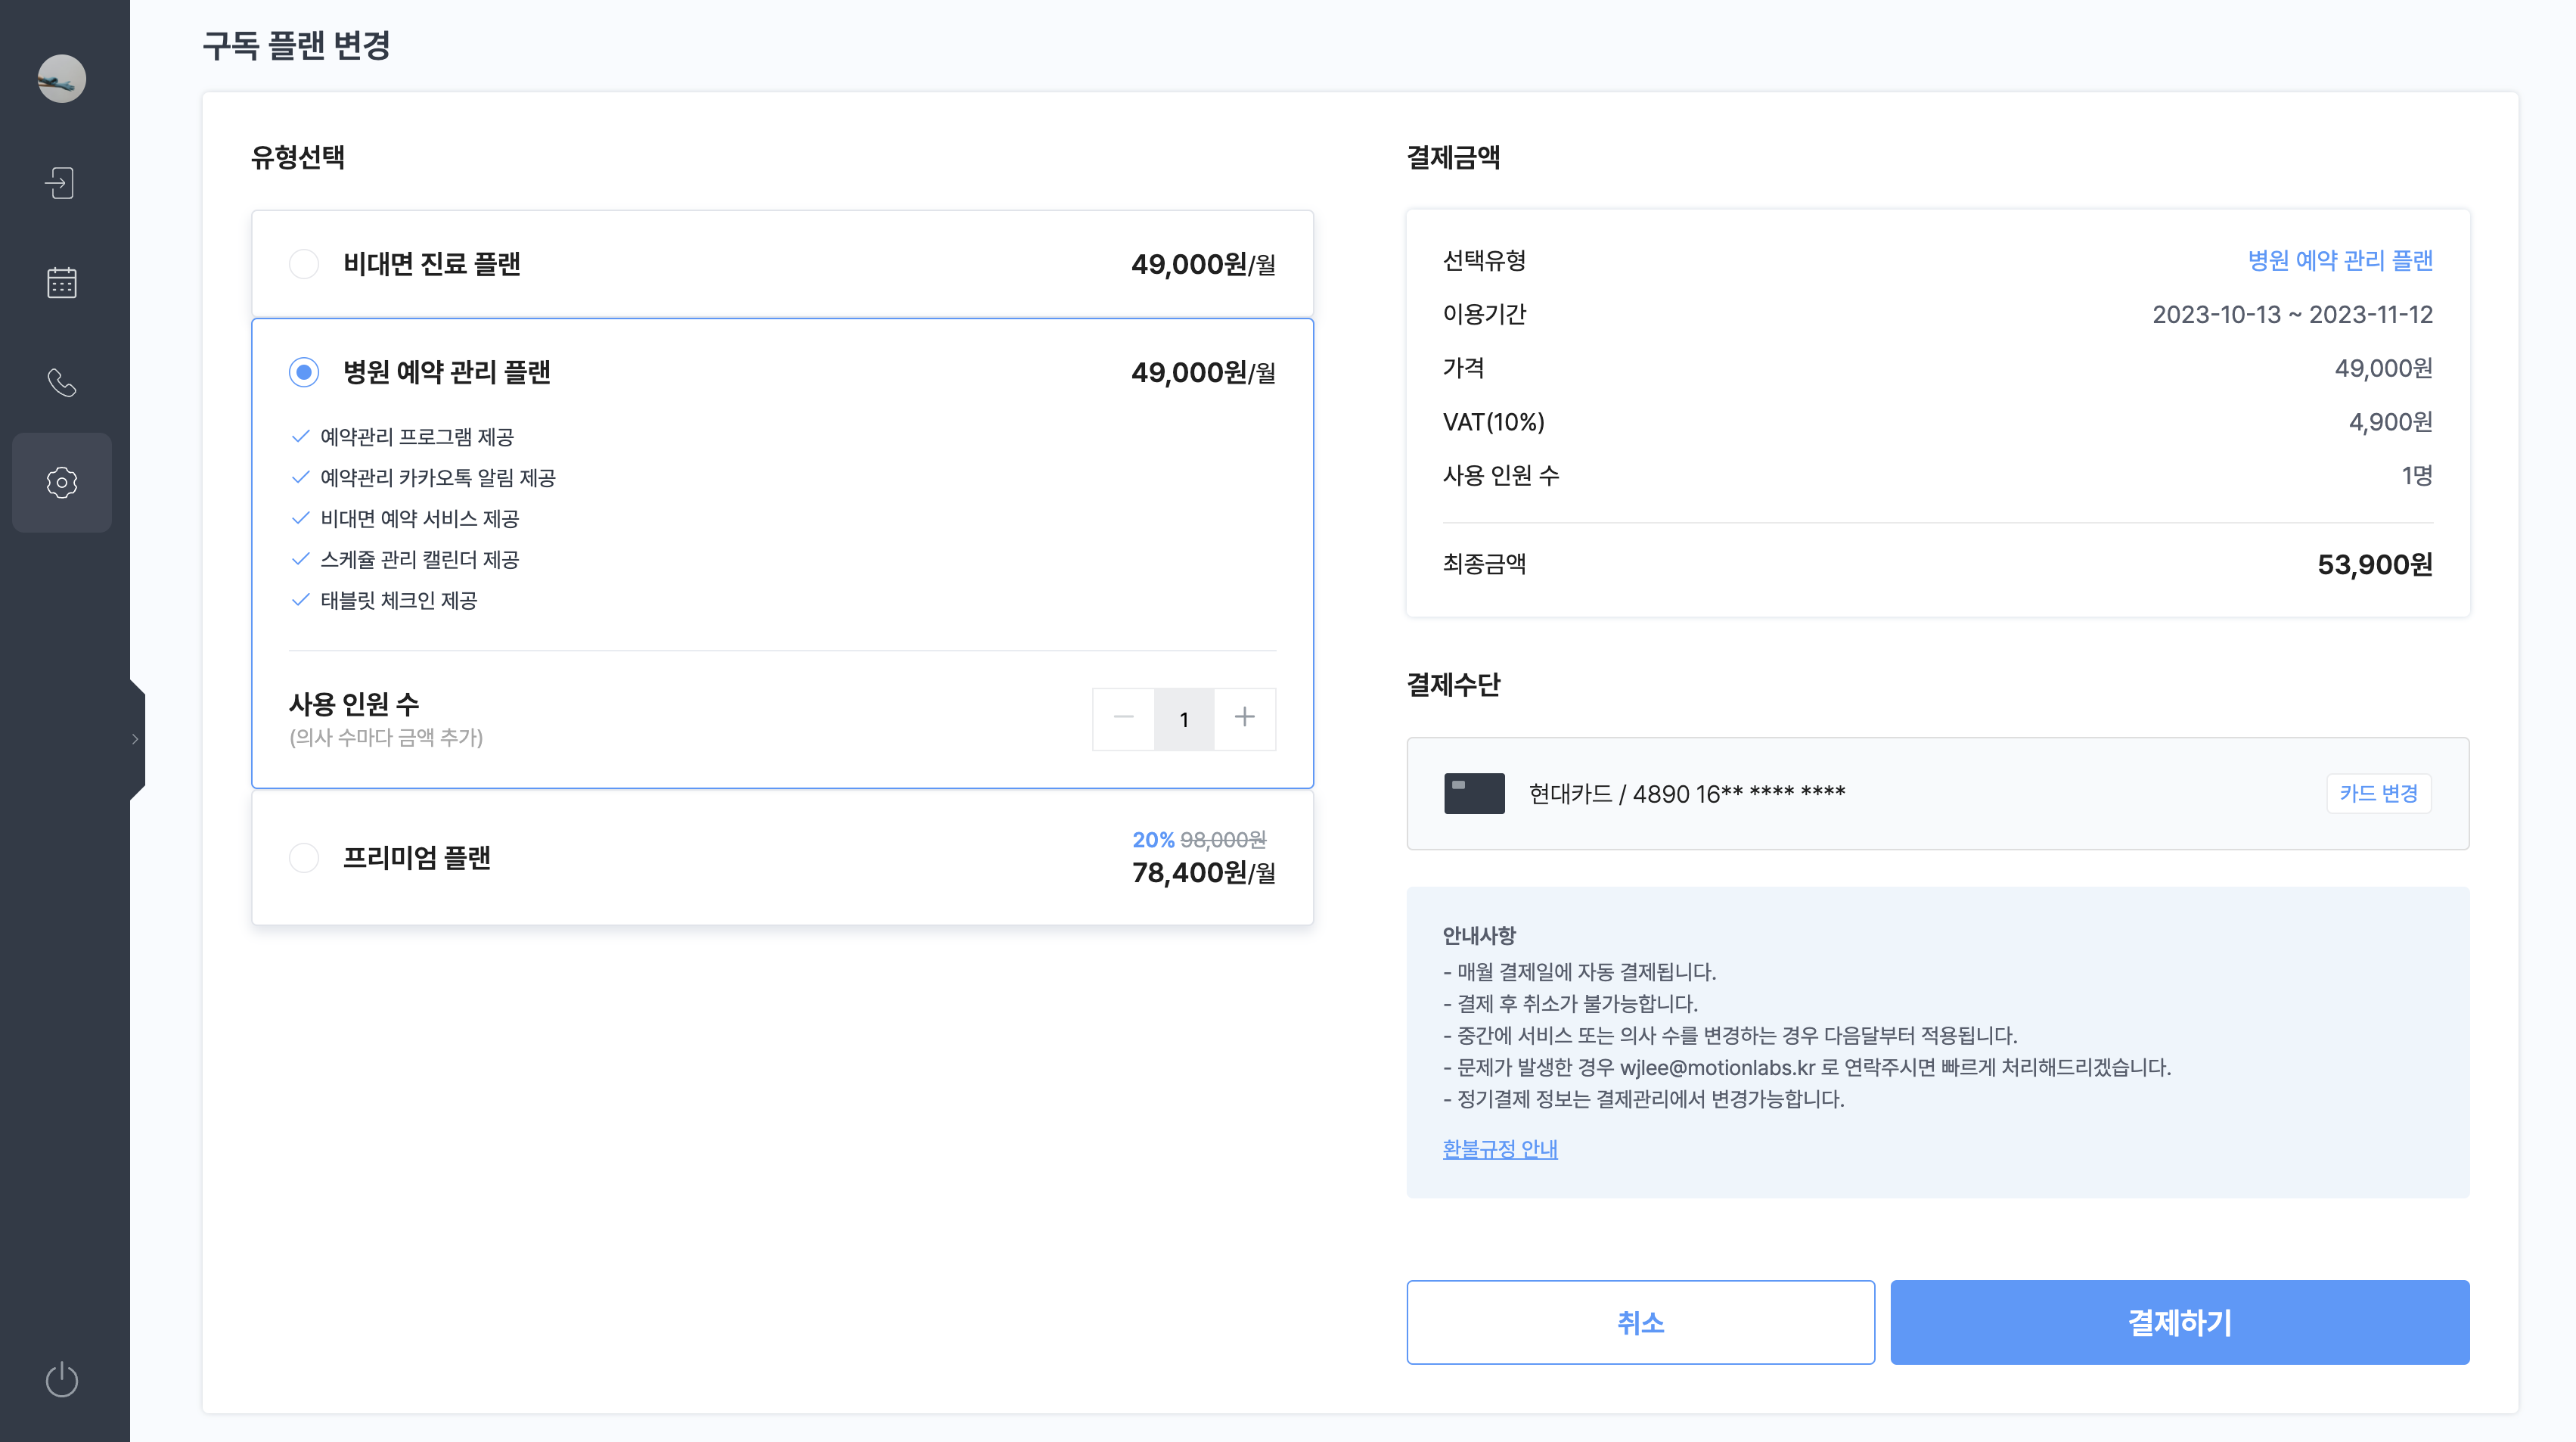 구독 플랜 변경
유형선택
비대면 진료 플랜
49,000원/월
병원 예약 관리 플랜
49,000원/월
예약관리 프로그램 제공
예약관리 카카오톡 알림 제공
비대면 예약 서비스 제공
스케쥴 관리 캘린더 제공
태블릿 체크인 제공
사용 인원 수
(의사 수마다 금액 추가)
1
프리미엄 플랜
20% 98,000원
78,400원/월
결제금액
선택유형
병원 예약 관리 플랜
이용기간
2023-10-13 ~ 2023-11-12
가격
49,000원
VAT(10%)
4,900원
사용 인원 수
1명
최종금액
53,900원
결제수단
현대카드 / 4890 16** **** ****
카드 변경
안내사항
- 매월 결제일에 자동 결제됩니다.
- 결제 후 취소가 불가능합니다.
- 중간에 서비스 또는 의사 수를 변경하는 경우 다음달부터 적용됩니다.
- 문제가 발생한 경우 wjlee@motionlabs.kr 로 연락주시면 빠르게 처리해드리겠습니다.
- 정기결제 정보는 결제관리에서 변경가능합니다.
환불규정 안내
취소
결제하기